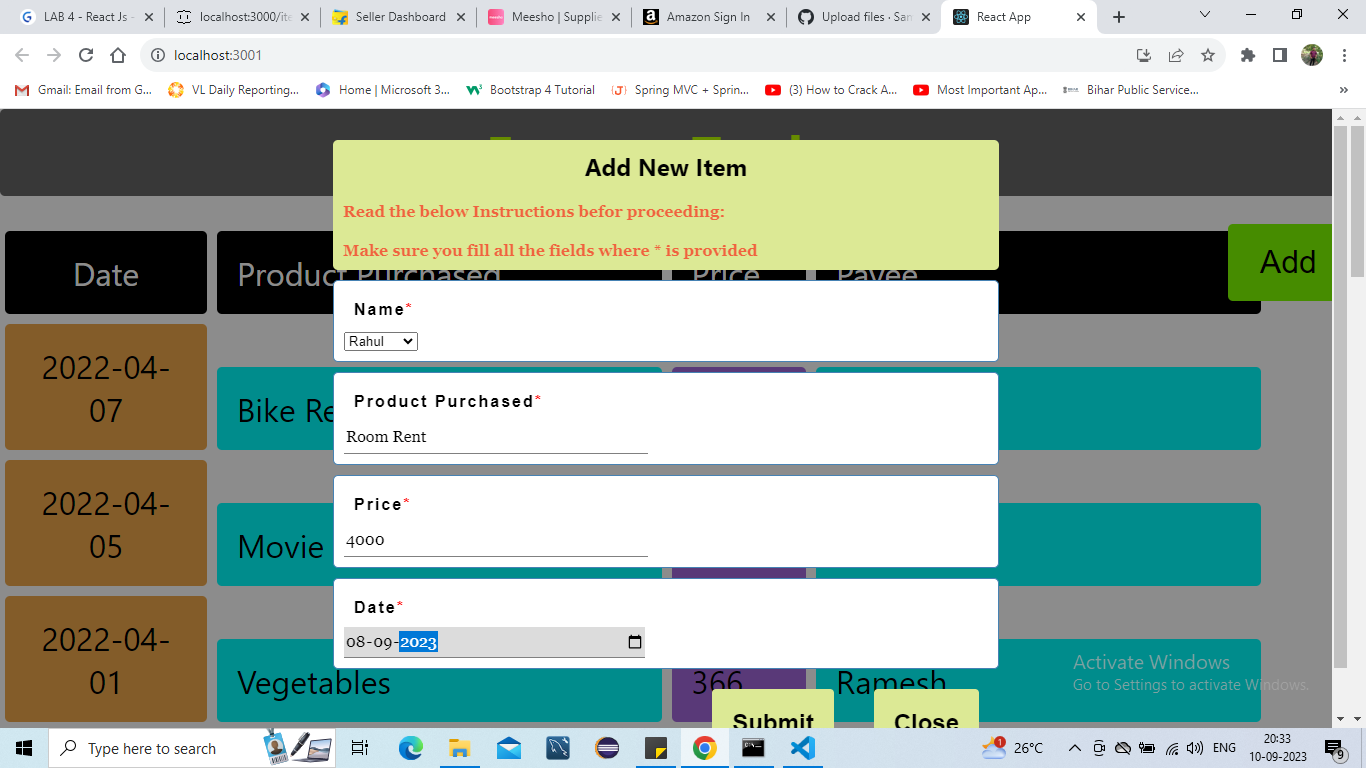 LAB 4 - React Js -
localhost:3000/ite
Seller Dashboard
Meesho | Supplie
Amazon Sign In
Upload files · San
React App
localhost:3001
Gmail: Email from G...
VL Daily Reporting...
Home | Microsoft 3...
Bootstrap 4 Tutorial
Spring MVC + Sprin...
(3) How to Crack A...
Most Important Ap...
Bihar Public Service...
»
Add New Item
Read the below Instructions befor proceeding:
Make sure you fill all the fields where * is provided
Date
Product Purchased
Price
Payee
Add
Name*
Rahul
2022-04-
07
Bike Re
Product Purchased*
Room Rent
2022-04-
05
Movie
Price*
4000
Date*
08-09-2023
2022-04-
01
Vegetables
366
Ramesh
Activate Windows
Go to Settings to activate Windows.
Submit
Close
Type here to search
1
26°C
ENG
20:33
10-09-2023
9